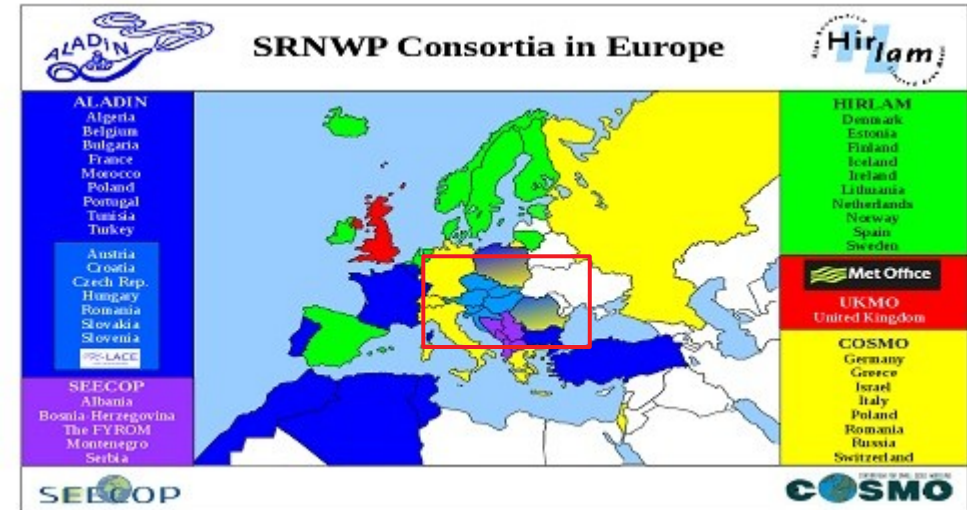 ALADIN
SRNWP Consortia in Europe
Hirlam
ALADIN
Algeria
Belgium
Bulgaria
France
Morocco
Poland
Portugal
Tunisia
Turkey
Austria
Croatia
Czech Rep.
Hungary
Romania
Slovakia
Slovenia
LACE
SEECOP
Albania
Bosnia-Herzegovina
The FYROM
Montenegro
Serbia
HIRLAM
Denmark
Estonia
Finland
Iceland
Ireland
Lithuania
Netherlands
Norway
Spain
Sweden
Met Office
UKMO
United Kingdom
COSMO
Germany
Greece
Israel
Italy
Poland
Romania
Russia
Switzerland
SEECOP
COSMO